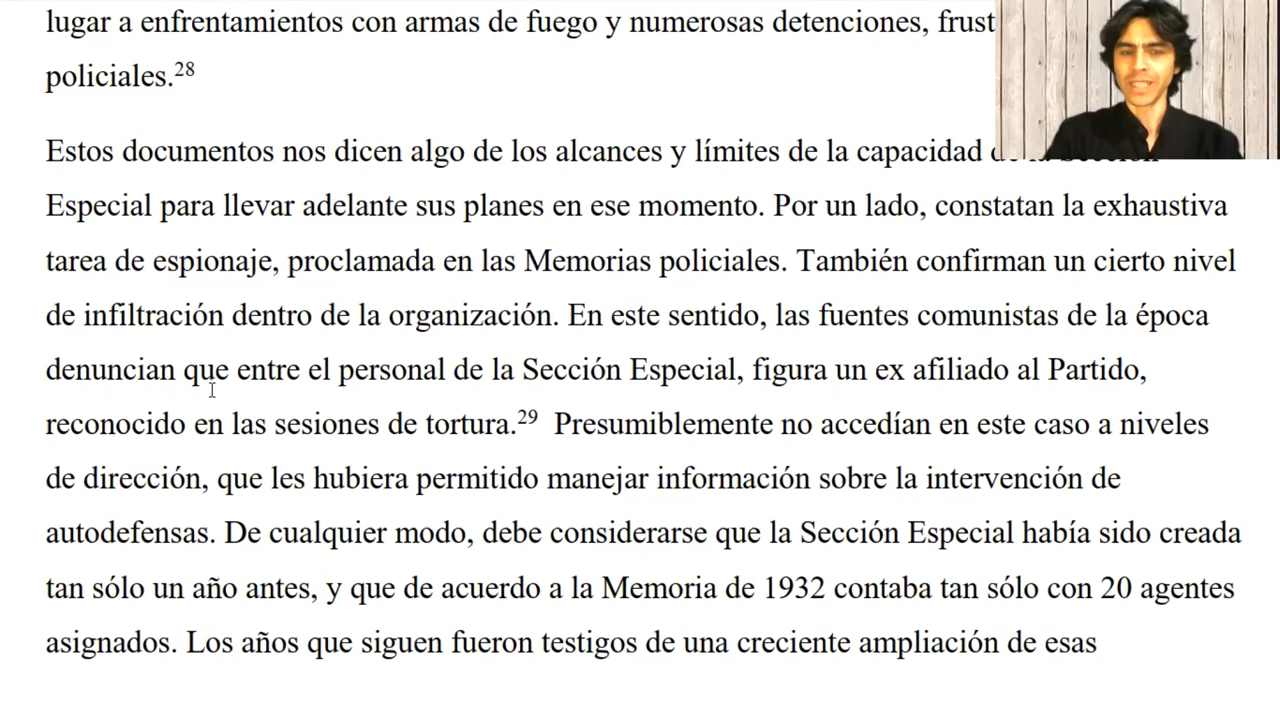 lugar a enfrentamientos con armas de fuego y numerosas detenciones,
policiales.28
Estos documentos nos dicen algo de los alcances y límites de la capacidad
Especial para llevar adelante sus planes en ese momento. Por un lado, constatan la exhaustiva
tarea de espionaje, proclamada en las Memorias policiales. También confirman un cierto nivel
de infiltración dentro de la organización. En este sentido, las fuentes comunistas de la época
denuncian que entre el personal de la Sección Especial, figura un ex afiliado al Partido,
reconocido en las sesiones de tortura.29 Presumiblemente no accedían en este caso a niveles
de dirección, que les hubiera permitido manejar información sobre la intervención de
autodefensas. De cualquier modo, debe considerarse que la Sección Especial había sido creada
tan sólo un año antes, y que de acuerdo a la Memoria de 1932 contaba tan sólo con 20 agentes
asignados. Los años que siguen fueron testigos de una creciente ampliación de esas